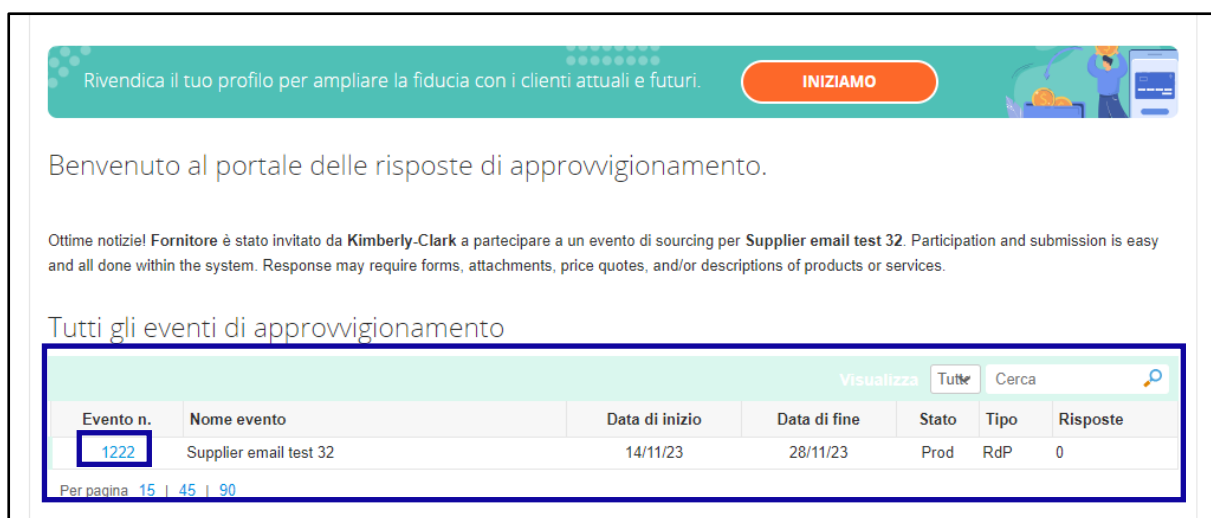 Rivendica il tuo profilo per ampliare la fiducia con i clienti attuali e futuri. INIZIAMO
Benvenuto al portale delle risposte di approvvigionamento.
Ottime notizie! Fornitore è stato invitato da Kimberly-Clark a partecipare a un evento di sourcing per Supplier email test 32. Participation and submission is easy
and all done within the system. Response may require forms, attachments, price quotes, and/or descriptions of products or services.
Tutti gli eventi di approvvigionamento
Visualizza Tutte Cerca
Evento n. Nome evento Data di inizio Data di fine Stato Tipo Risposte
1222 Supplier email test 32 14/11/23 28/11/23 Prod RdP 0
Per pagina 15 | 45 | 90